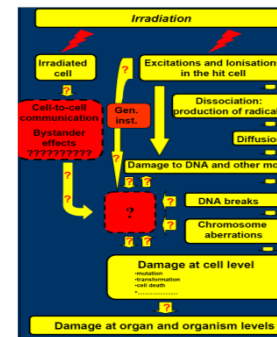 Irradiation
Irradiated
cell
?
Excitations and Ionisations
in the hit cell
?
Cell-to-cell
communication
Bystander
effects
??????????
Gen.
inst.
Dissociation:
production of radical
Diffusion
?
Damage to DNA and other mo
? ?
?
?
?
? DNA breaks
? Chromosome
aberrations
? ?
Damage at cell level
•mutation
•transformation
•cell death
•..................
?
Damage at organ and organism levels